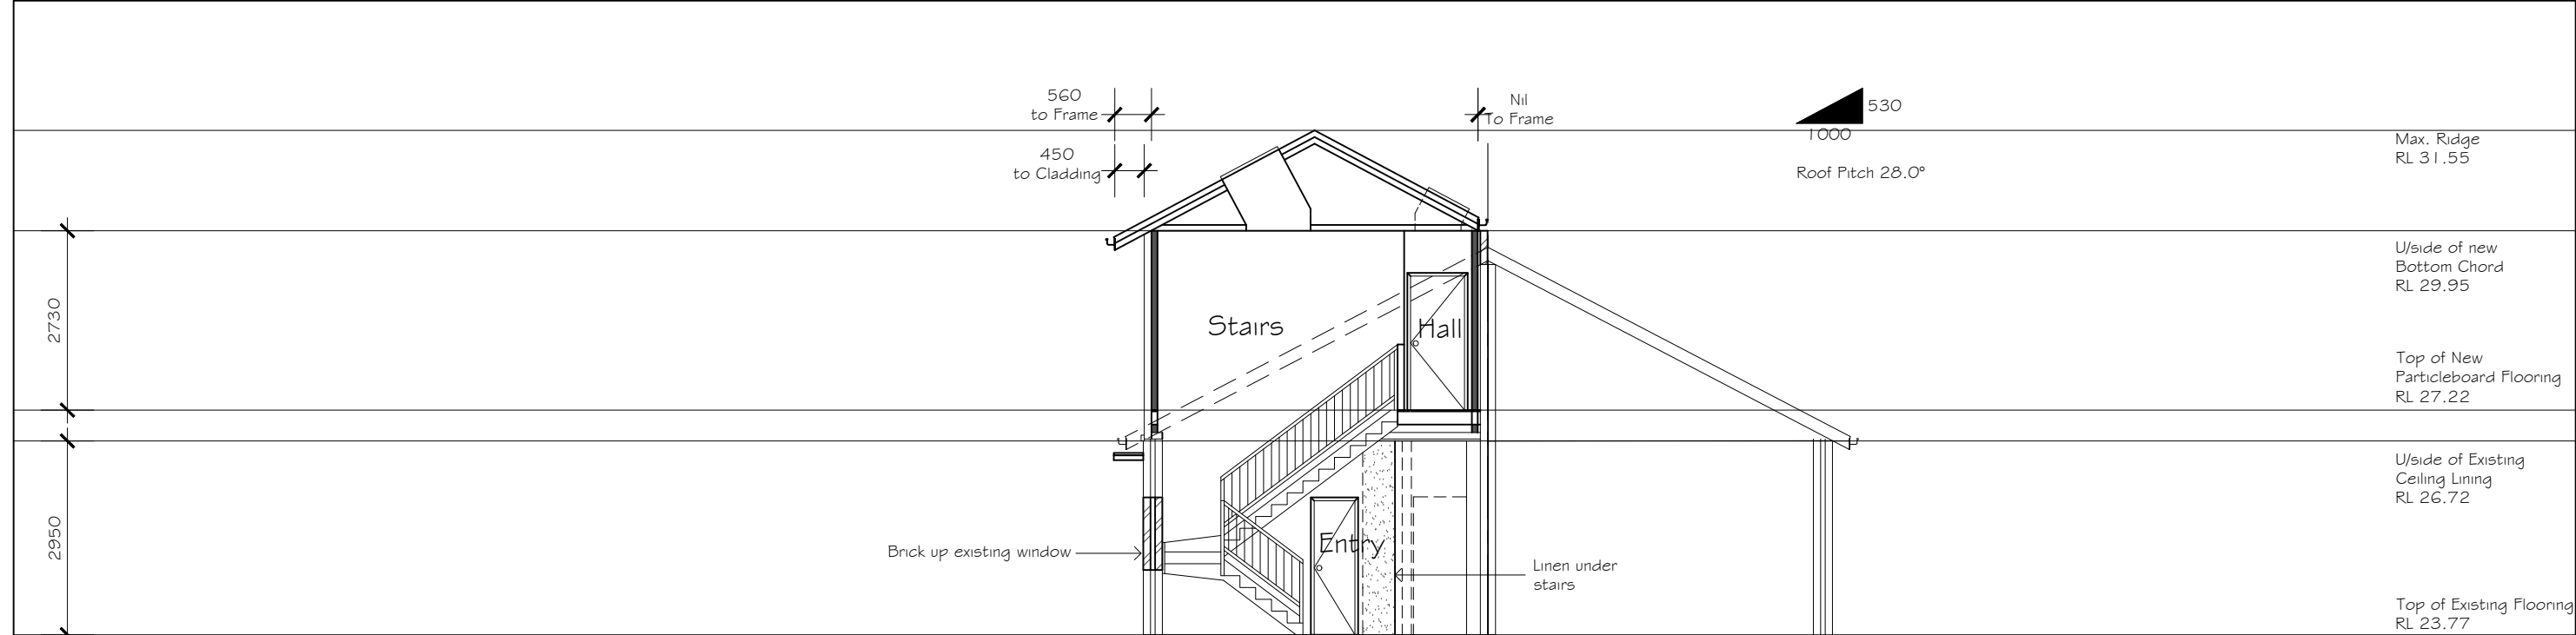 560
to Frame
Nil
To Frame
530
1000
450
to Cladding
Roof Pitch 28.0°
Max. Ridge
RL 31.55
U/side of new
Bottom Chord
RL 29.95
2730
Stairs
Hall
Top of New
Particleboard Flooring
RL 27.22
U/side of Existing
Ceiling Lining
RL 26.72
2950
Brick up existing window
Entry
Linen under
stairs
Top of Existing Flooring
RL 23.77